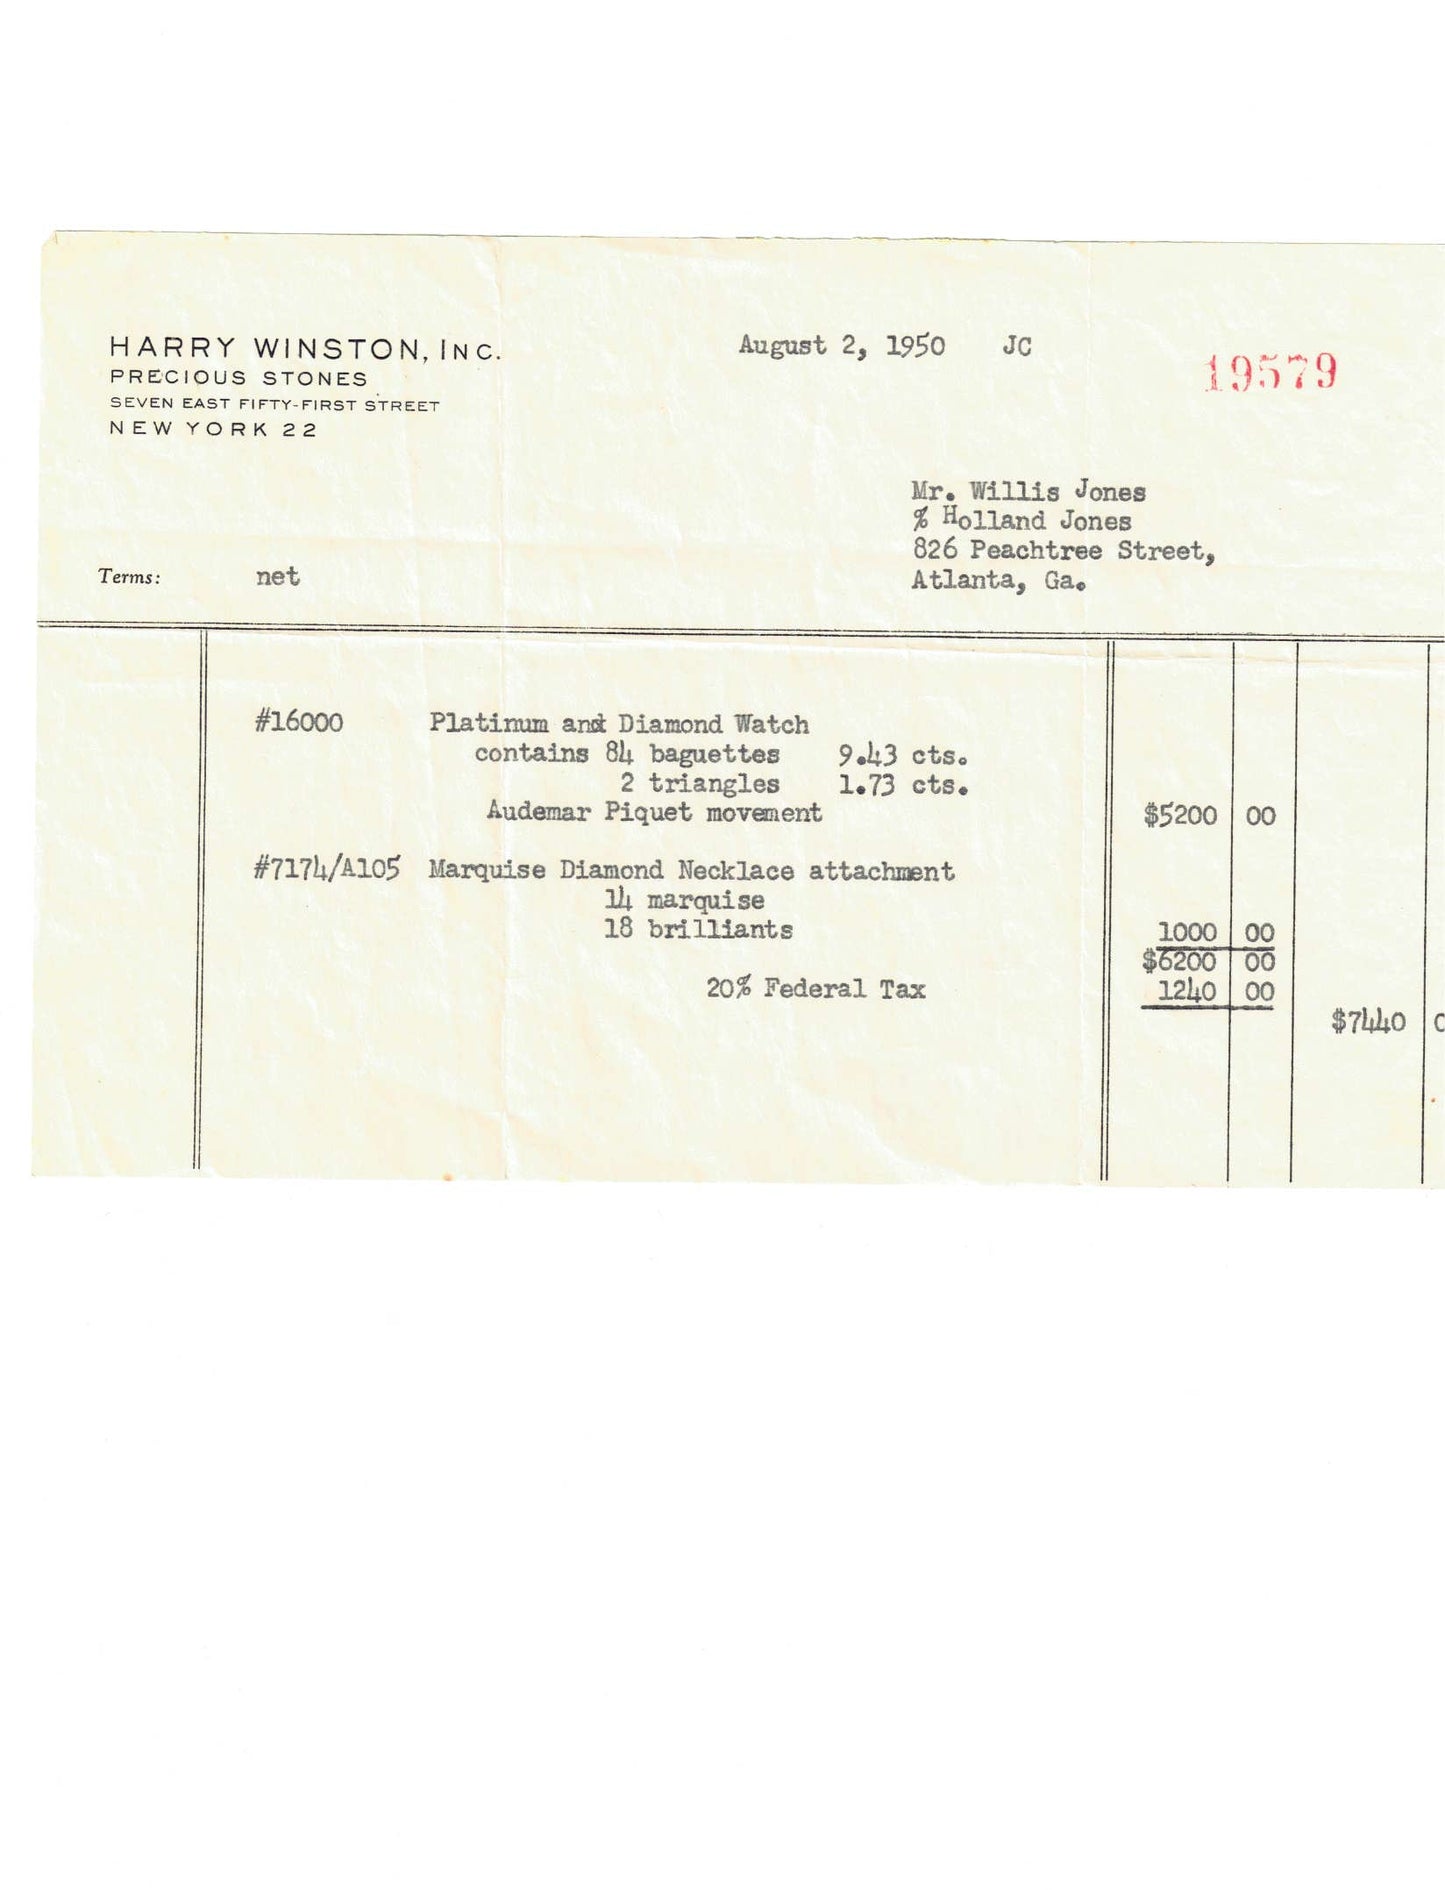 HARRY WINSTON, INC.
PRECIOUS STONES
SEVEN EAST FIFTY-FIRST STREET
NEW YORK 22
August 2, 1950 JC
19579
Mr. Willis Jones
% Holland Jones
826 Peachtree Street,
Atlanta, Ga.
Terms: net
#16000 Platinum and Diamond Watch
contains 84 baguettes 9.43 cts.
2 triangles 1.73 cts.
Audemar Piquet movement $5200 00
#7174/A105 Marquise Diamond Necklace attachment
14 marquise
18 brilliants 1000 00
$6200 00
20% Federal Tax 1240 00
$7440